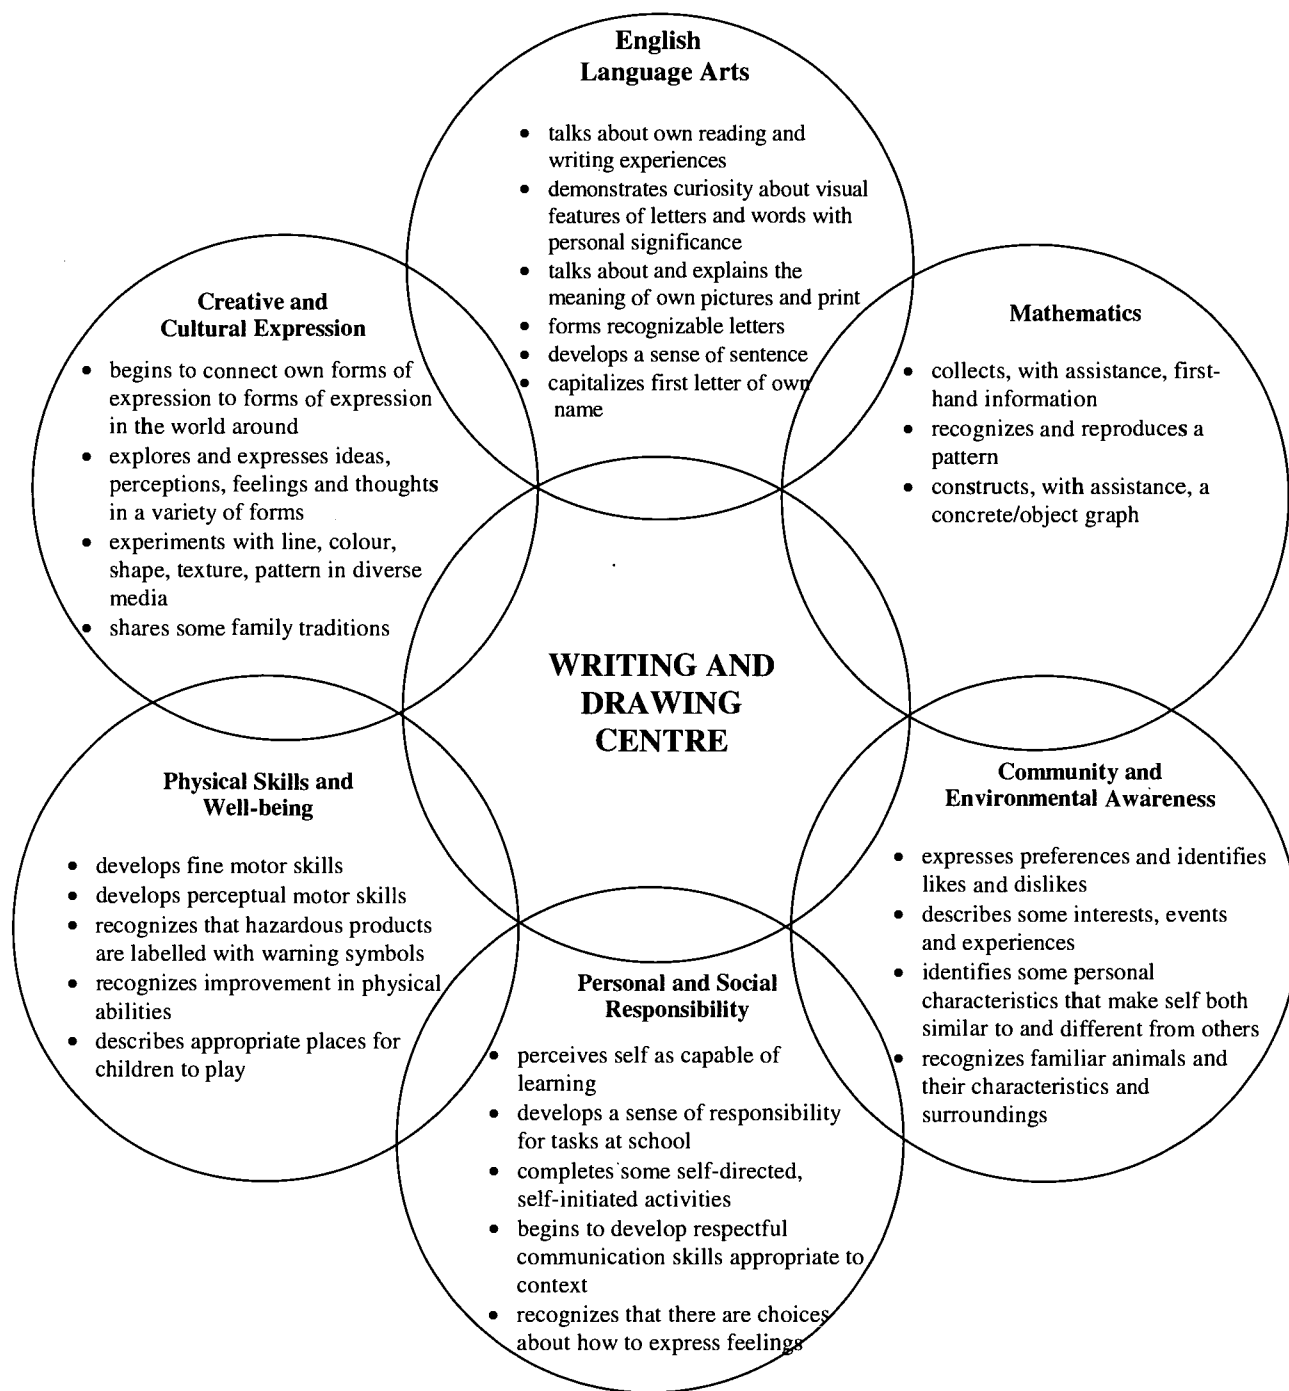 English
Language Arts
• talks about own reading and
writing experiences
• demonstrates curiosity about visual
features of letters and words with
personal significance
• talks about and explains the
meaning of own pictures and print
• forms recognizable letters
• develops a sense of sentence
• capitalizes first letter of own
name
Creative and
Cultural Expression
• begins to connect own forms of
expression to forms of expression
in the world around
• explores and expresses ideas,
perceptions, feelings and thoughts
in a variety of forms
• experiments with line, colour,
shape, texture, pattern in diverse
media
• shares some family traditions
Mathematics
• collects, with assistance, first-
hand information
• recognizes and reproduces a
pattern
• constructs, with assistance, a
concrete/object graph
WRITING AND
DRAWING
CENTRE
Physical Skills and
Well-being
• develops fine motor skills
• develops perceptual motor skills
• recognizes that hazardous products
are labelled with warning symbols
• recognizes improvement in physical
abilities
• describes appropriate places for
children to play
Community and
Environmental Awareness
• expresses preferences and identifies
likes and dislikes
• describes some interests, events
and experiences
• identifies some personal
characteristics that make self both
similar to and different from others
• recognizes familiar animals and
their characteristics and
surroundings
Personal and Social
Responsibility
• perceives self as capable of
learning
• develops a sense of responsibility
for tasks at school
• completes some self-directed,
self-initiated activities
• begins to develop respectful
communication skills appropriate to
context
• recognizes that there are choices
about how to express feelings